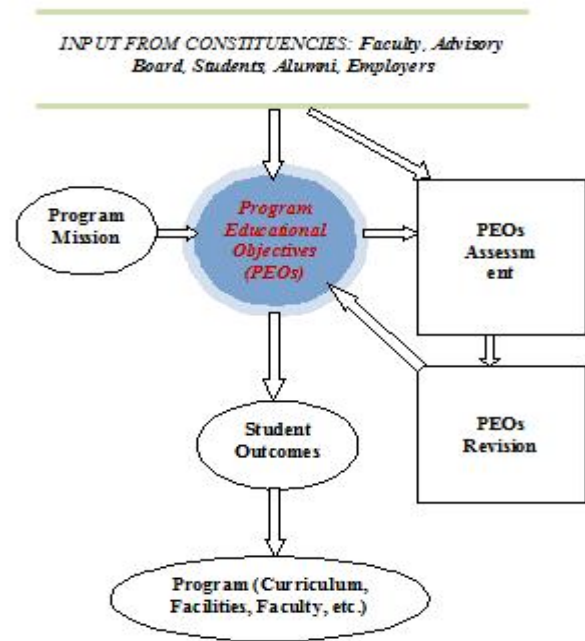 INPUT FROM CONSTITUENCIES: Faculty, Advisory
Board, Students, Alumni, Employers
Program
Mission
Program
Educational
Objectives
(PEOs)
PEOs
Assessm
ent
PEOs
Revision
Student
Outcomes
Program (Curriculum,
Facilities, Faculty, etc.)